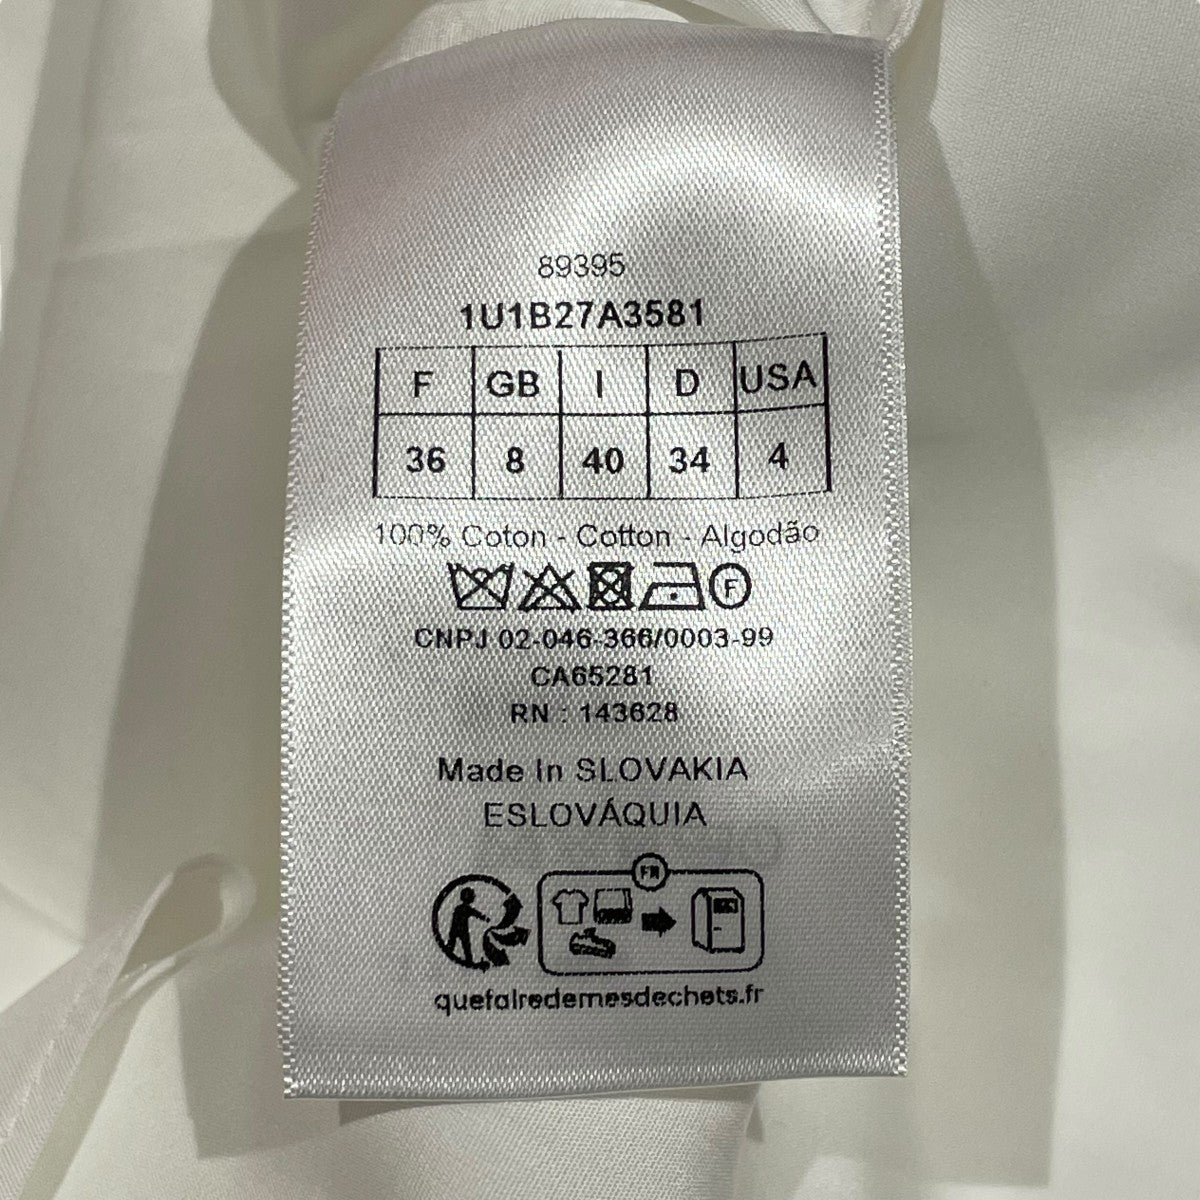 89395
1U1B27A3581
F GB I D USA
36 8 40 34 4
100% Coton - Cotton - Algodão
F
CNPJ 02-046-366/0003-99
CA65281
RN : 143628
Made In SLOVAKIA
ESLOVÁQUIA
FR
quefairedemesdechets.fr